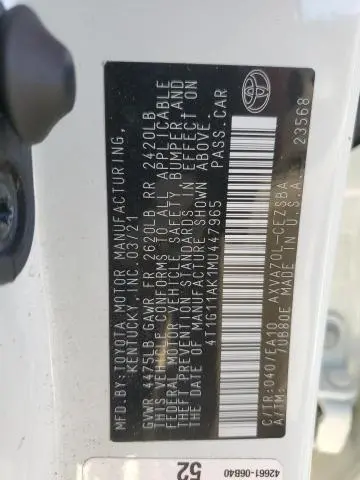 MFD.BY:TOYOTA MOTOR MANUFACTURING,
KENTUCKY, INC. 03/21
GVWR 4475LB GAWR FR 2620LB RR 2420LB
THIS VEHICLE CONFORMS TO ALL APPLICABLE
FEDERAL MOTOR VEHICLE SAFETY, BUMPER, AND
THEFT PREVENTION STANDARDS IN EFFECT ON
THE DATE OF MANUFACTURE SHOWN ABOVE.
4T1G11AK1MU447965 PASS.CAR
C/TR:040/EA10 AXVA70L-CEZSBA
A/TM: 7UB80E MADE IN U.S.A. 23568
42661-06B40
52